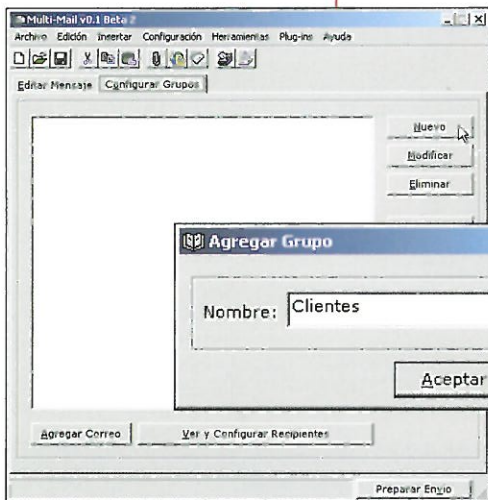 Multi-Mail v0.1 Beta 2
Archivo Edición Insertar Configuración Herramientas Plug-ins Ayuda
Editar Mensaje Configurar Grupos
Nuevo
Modificar
Eliminar
Agregar Grupo
Nombre: Clientes
Aceptar
Agregar Correo Ver y Configurar Recipientes
Preparar Envio